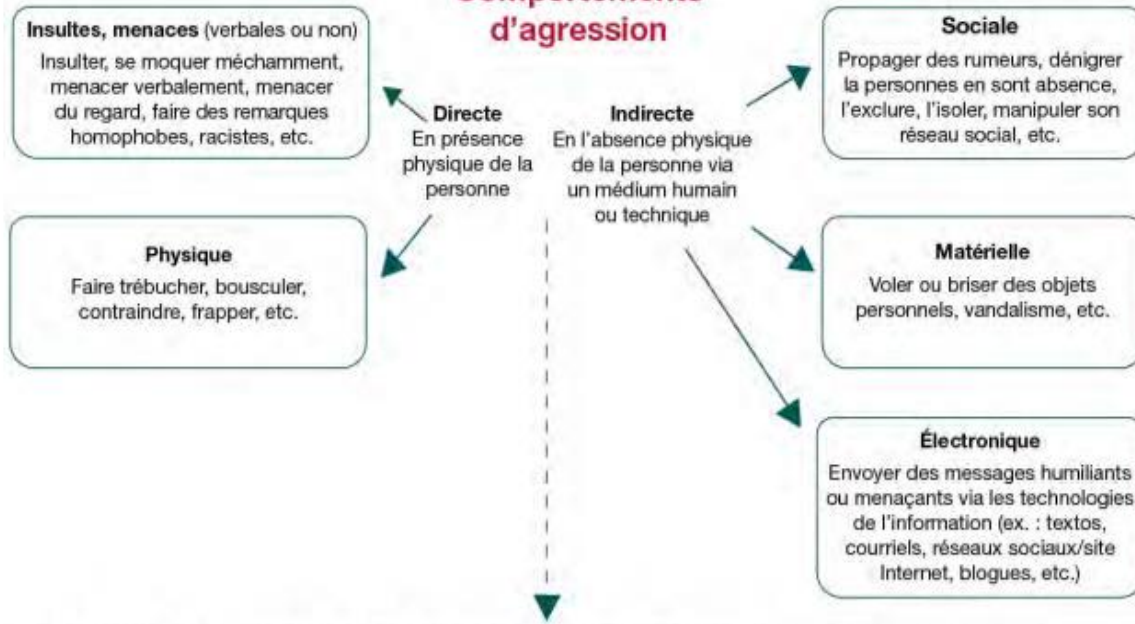 Comportements
d'agression
Insultes, menaces (verbales ou non)
Insulter, se moquer méchamment,
menacer verbalement, menacer
du regard, faire des remarques
homophobes, racistes, etc.
Directe
En présence
physique de la
personne
Physique
Faire trébucher, bousculer,
contraindre, frapper, etc.
Indirecte
En l'absence physique
de la personne via
un médium humain
ou technique
Sociale
Propager des rumeurs, dénigrer
la personnes en sont absence,
l'exclure, l'isoler, manipuler son
réseau social, etc.
Matérielle
Voler ou briser des objets
personnels, vandalisme, etc.
Électronique
Envoyer des messages humiliants
ou menaçants via les technologies
de l'information (ex. : textos,
courriels, réseaux sociaux/site
Internet, blogues, etc.)